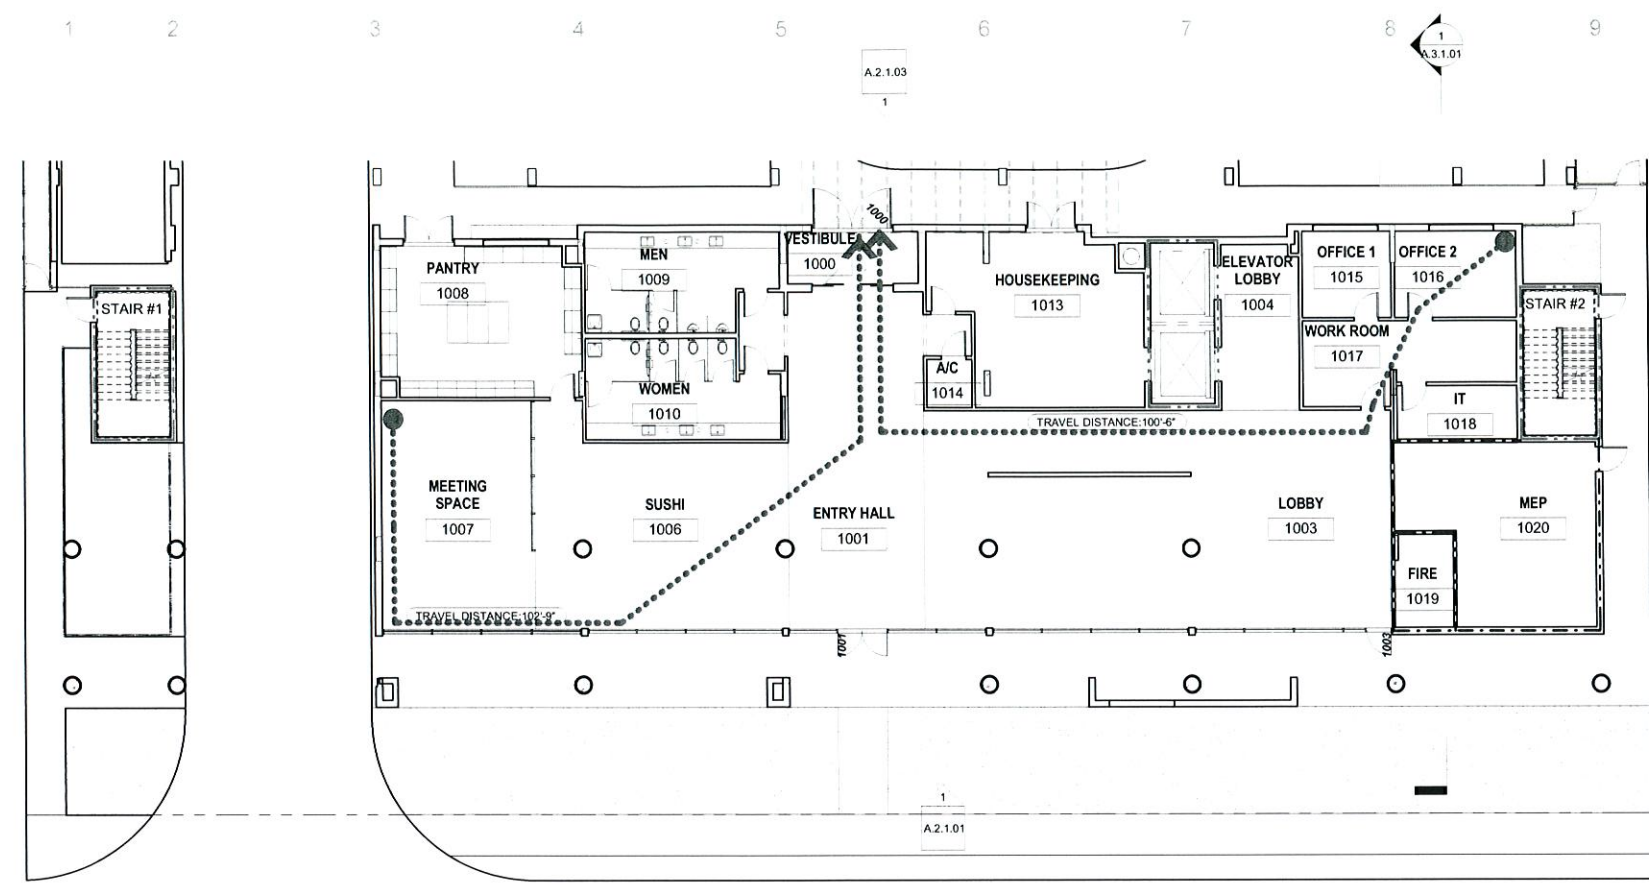 1
2
3
4
5
6
7
8
9
1
A.3.1.01
A.2.1.03
1
1000
VESTIBULE
1000
MEN
1009
PANTRY
1008
HOUSEKEEPING
1013
ELEVATOR
LOBBY
1004
OFFICE 1
1015
OFFICE 2
1016
STAIR #1
STAIR #2
WORK ROOM
1017
A/C
1014
WOMEN
1010
IT
1018
TRAVEL DISTANCE:100'-6"
MEETING
SPACE
1007
SUSHI
1006
ENTRY HALL
1001
LOBBY
1003
MEP
1020
FIRE
1019
TRAVEL DISTANCE:102'-9"
1001
1003
1
A.2.1.01